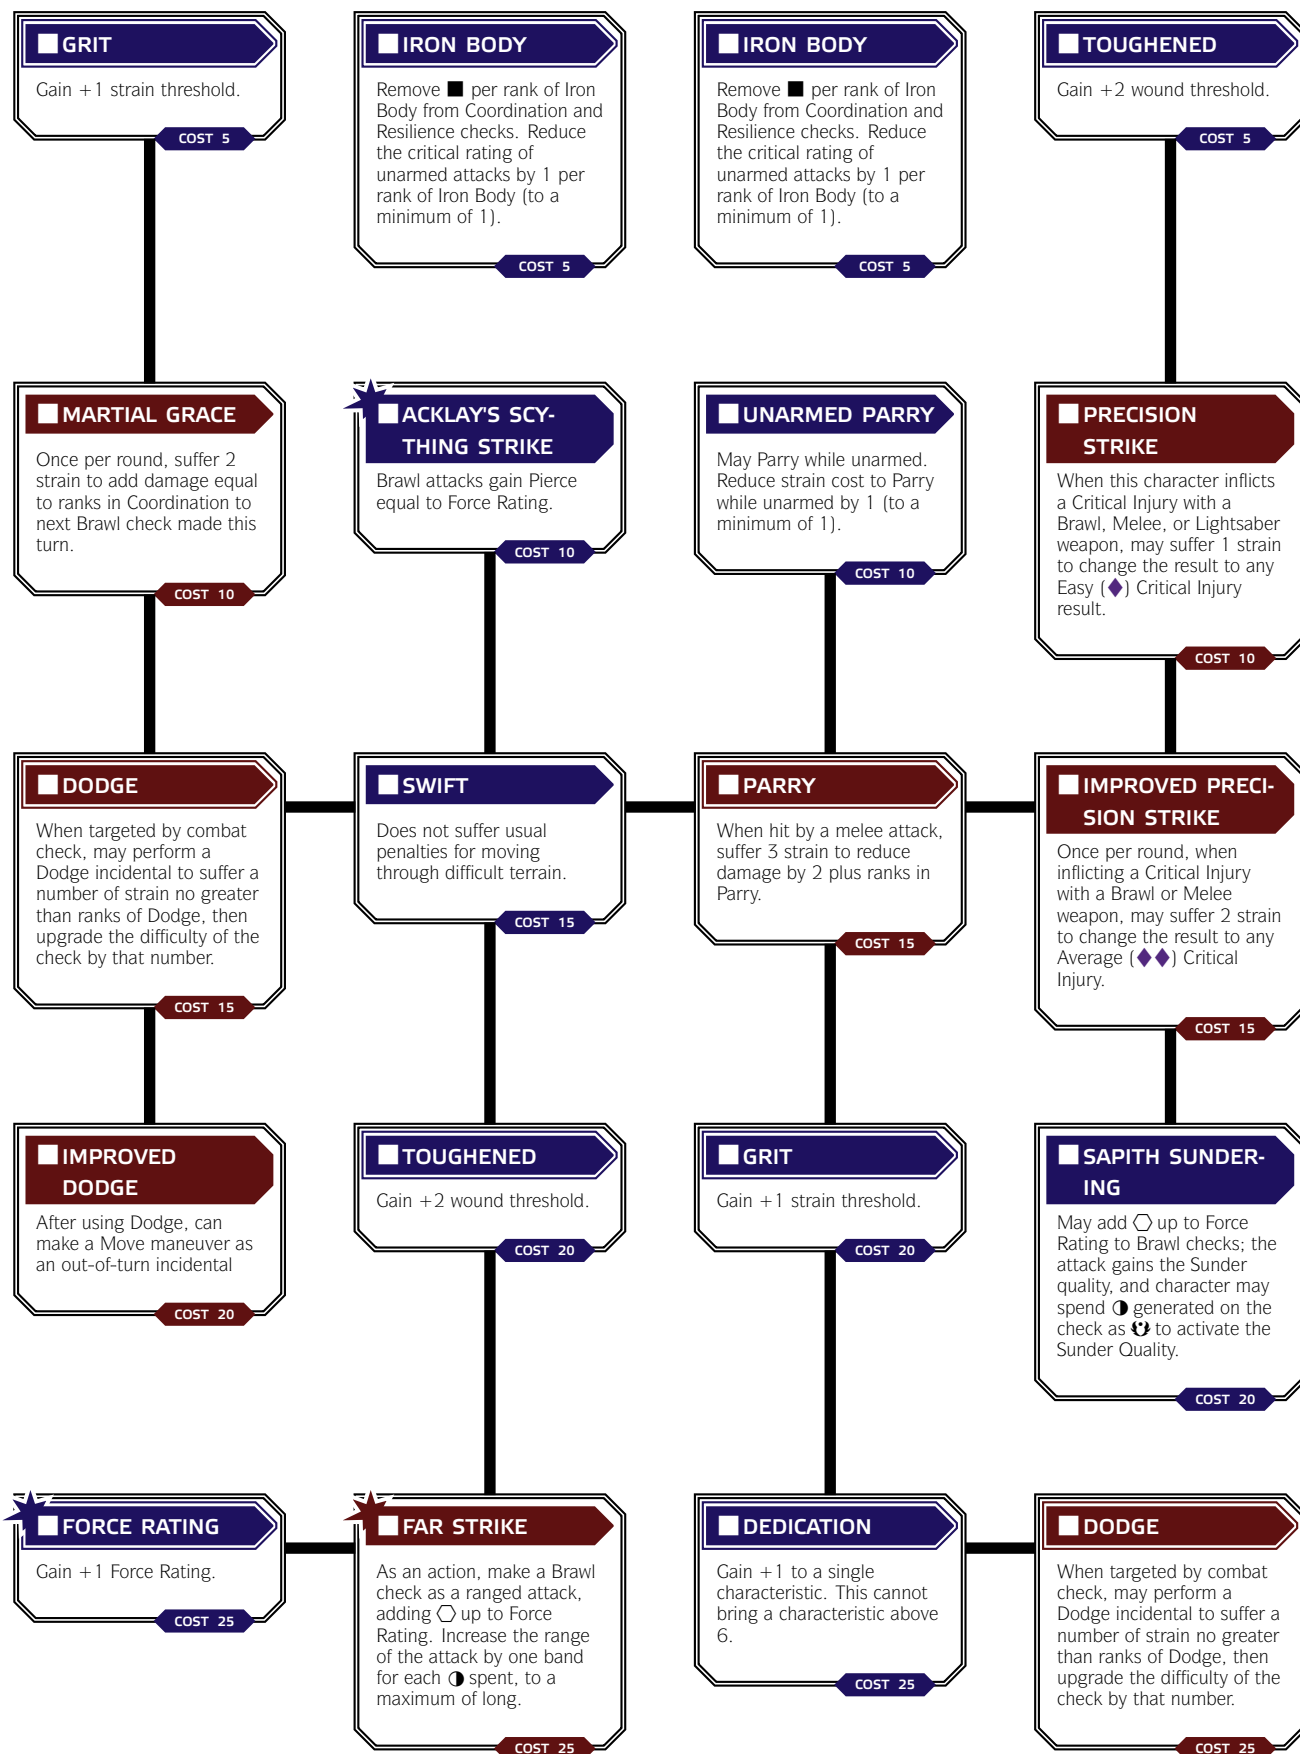 GRIT
Gain +1 strain threshold.
COST 5
IRON BODY
Remove ■ per rank of Iron
Body from Coordination and
Resilience checks. Reduce
the critical rating of
unarmed attacks by 1 per
rank of Iron Body (to a
minimum of 1).
COST 5
IRON BODY
Remove ■ per rank of Iron
Body from Coordination and
Resilience checks. Reduce
the critical rating of
unarmed attacks by 1 per
rank of Iron Body (to a
minimum of 1).
COST 5
TOUGHENED
Gain +2 wound threshold.
COST 5
MARTIAL GRACE
Once per round, suffer 2
strain to add damage equal
to ranks in Coordination to
next Brawl check made this
turn.
COST 10
ACKLAY'S SCY-
THING STRIKE
Brawl attacks gain Pierce
equal to Force Rating.
COST 10
UNARMED PARRY
May Parry while unarmed.
Reduce strain cost to Parry
while unarmed by 1 (to a
minimum of 1).
COST 10
PRECISION
STRIKE
When this character inflicts
a Critical Injury with a
Brawl, Melee, or Lightsaber
weapon, may suffer 1 strain
to change the result to any
Easy (♦) Critical Injury
result.
COST 10
DODGE
When targeted by combat
check, may perform a
Dodge incidental to suffer a
number of strain no greater
than ranks of Dodge, then
upgrade the difficulty of the
check by that number.
COST 15
SWIFT
Does not suffer usual
penalties for moving
through difficult terrain.
COST 15
PARRY
When hit by a melee attack,
suffer 3 strain to reduce
damage by 2 plus ranks in
Parry.
COST 15
IMPROVED PRECI-
SION STRIKE
Once per round, when
inflicting a Critical Injury
with a Brawl or Melee
weapon, may suffer 2 strain
to change the result to any
Average (♦♦) Critical
Injury.
COST 15
IMPROVED
DODGE
After using Dodge, can
make a Move maneuver as
an out-of-turn incidental
COST 20
TOUGHENED
Gain +2 wound threshold.
COST 20
GRIT
Gain +1 strain threshold.
COST 20
SAPITH SUNDER-
ING
May add ⬡ up to Force
Rating to Brawl checks; the
attack gains the Sunder
quality, and character may
spend ◑ generated on the
check as to activate the
Sunder Quality.
COST 20
FORCE RATING
Gain +1 Force Rating.
COST 25
FAR STRIKE
As an action, make a Brawl
check as a ranged attack,
adding ⬡ up to Force
Rating. Increase the range
of the attack by one band
for each ◑ spent, to a
maximum of long.
COST 25
DEDICATION
Gain +1 to a single
characteristic. This cannot
bring a characteristic above
6.
COST 25
DODGE
When targeted by combat
check, may perform a
Dodge incidental to suffer a
number of strain no greater
than ranks of Dodge, then
upgrade the difficulty of the
check by that number.
COST 25